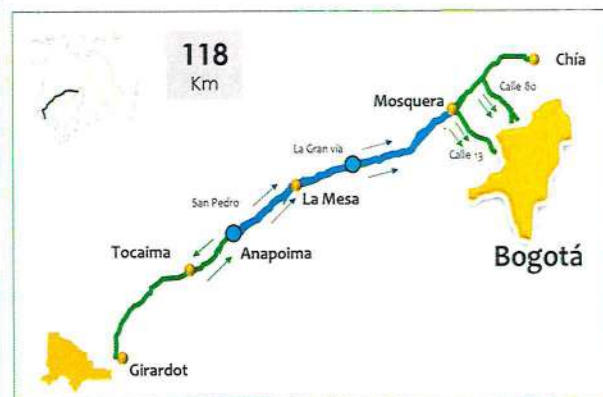 118
Km
Chía
Calle 80
Mosquera
La Gran vía
Calle 13
San Pedro
La Mesa
Bogotá
Tocaima
Anapoima
Girardot